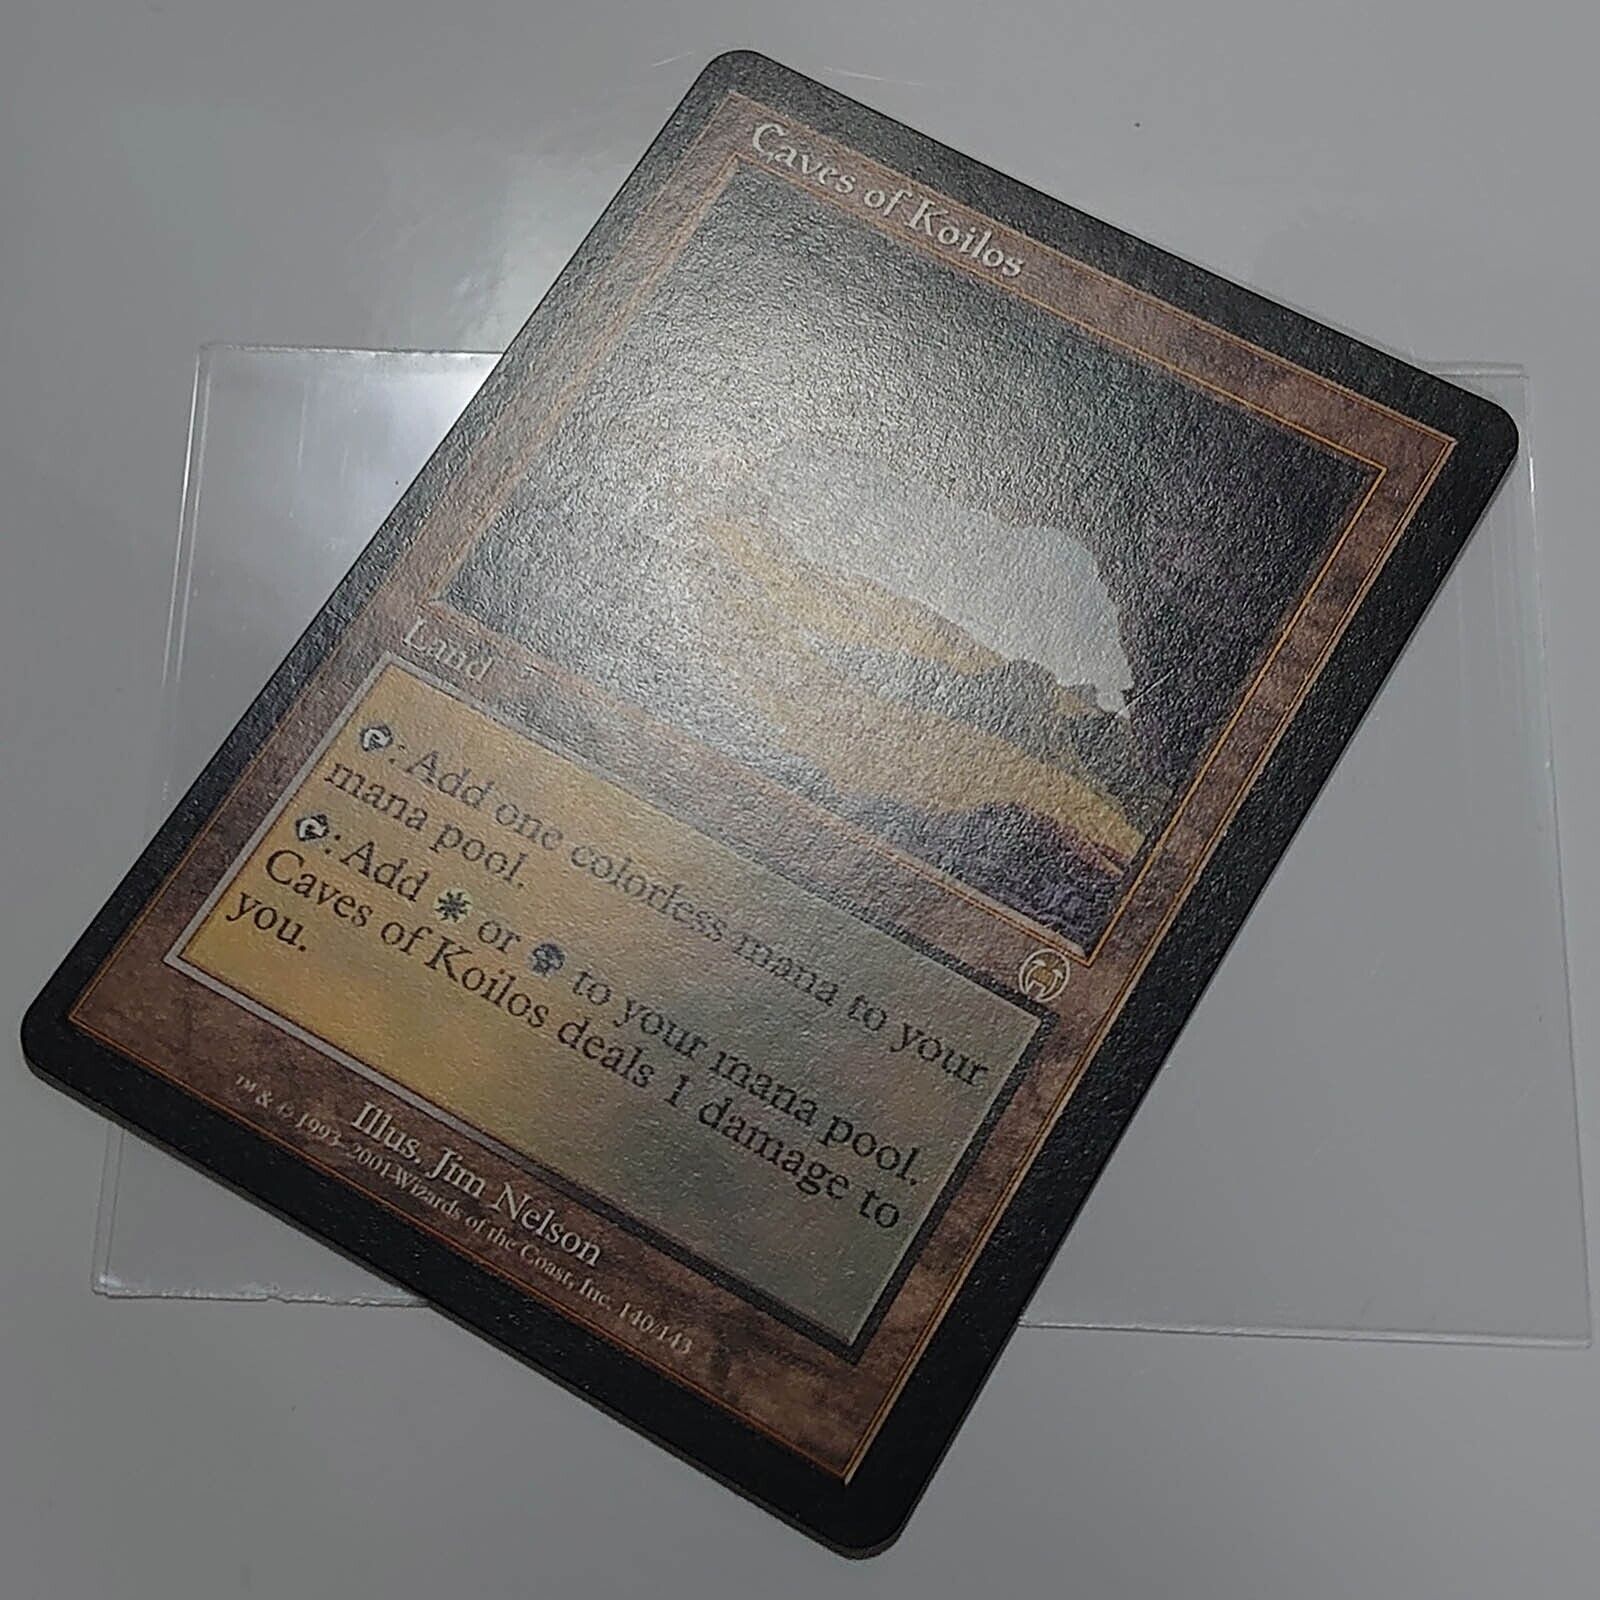 Caves of Koilos
Land
: Add one colorless mana to your
mana pool.
: Add or to your mana pool.
Caves of Koilos deals 1 damage to
you.
Illus. Jim Nelson
™ & © 1993–2001 Wizards of the Coast, Inc. 140/143